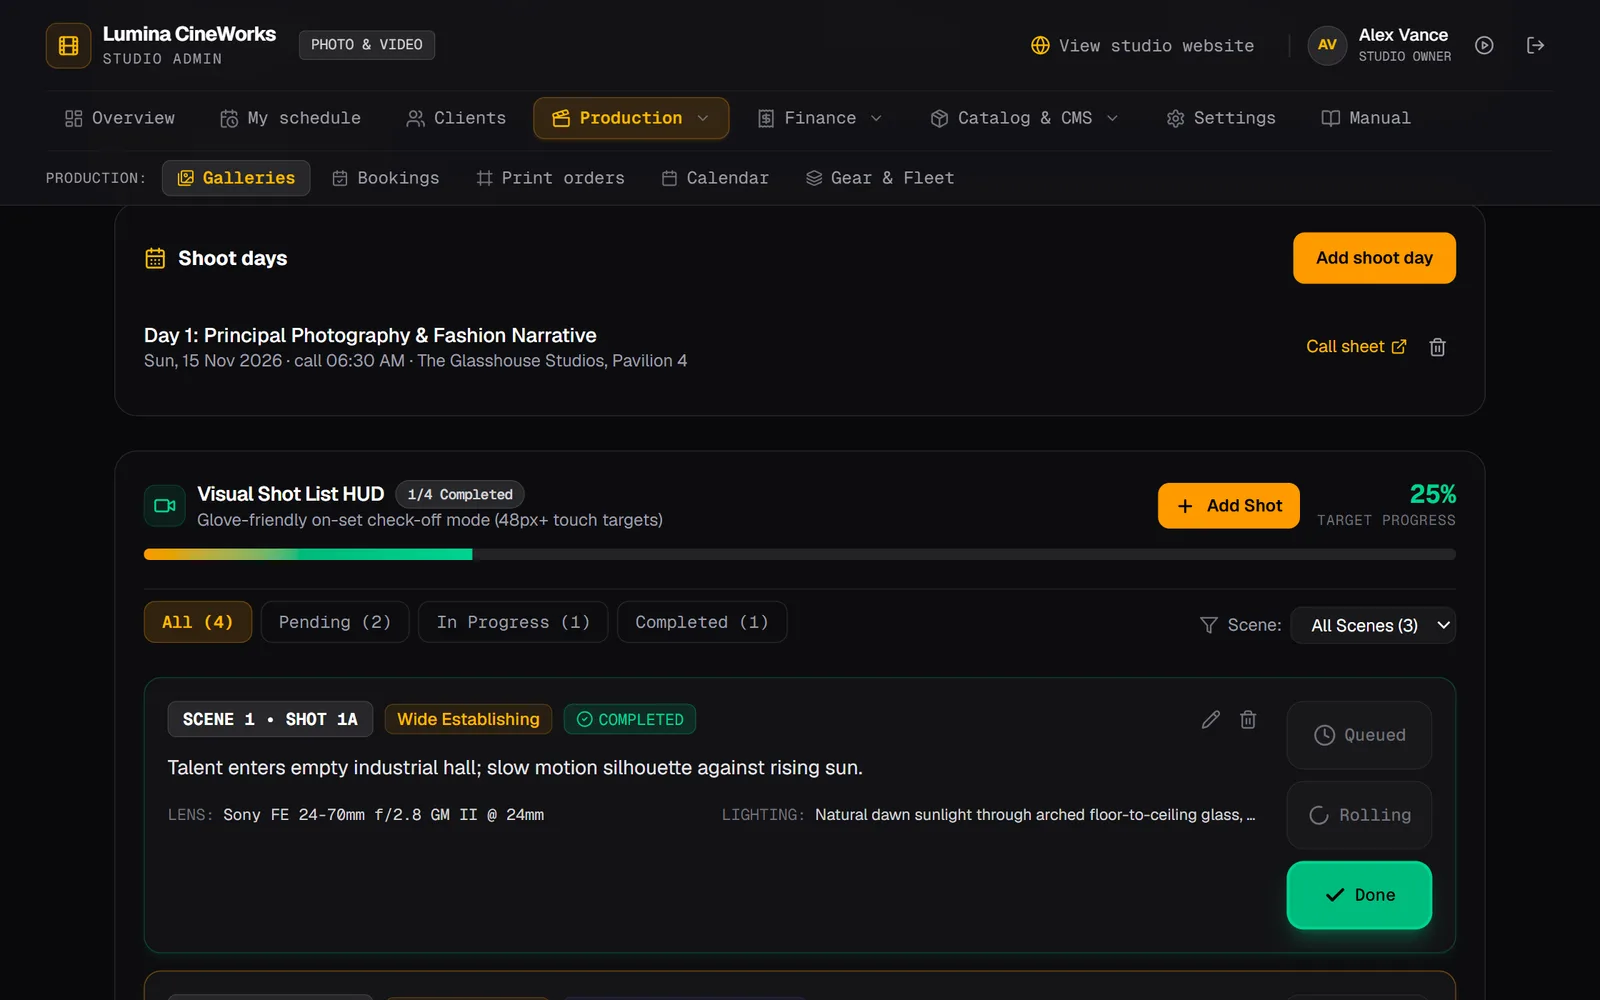 Lumina CineWorks
STUDIO ADMIN
PHOTO & VIDEO
View studio website
AV
Alex Vance
STUDIO OWNER
Overview
My schedule
Clients
Production
Finance
Catalog & CMS
Settings
Manual
PRODUCTION:
Galleries
Bookings
Print orders
Calendar
Gear & Fleet
Shoot days
Add shoot day
Day 1: Principal Photography & Fashion Narrative
Sun, 15 Nov 2026 · call 06:30 AM · The Glasshouse Studios, Pavilion 4
Call sheet
Visual Shot List HUD
1/4 Completed
Glove-friendly on-set check-off mode (48px+ touch targets)
Add Shot
25%
TARGET PROGRESS
All (4)
Pending (2)
In Progress (1)
Completed (1)
Scene:
All Scenes (3)
SCENE 1 • SHOT 1A
Wide Establishing
COMPLETED
Talent enters empty industrial hall; slow motion silhouette against rising sun.
LENS: Sony FE 24-70mm f/2.8 GM II @ 24mm
LIGHTING: Natural dawn sunlight through arched floor-to-ceiling glass, …
Queued
Rolling
Done